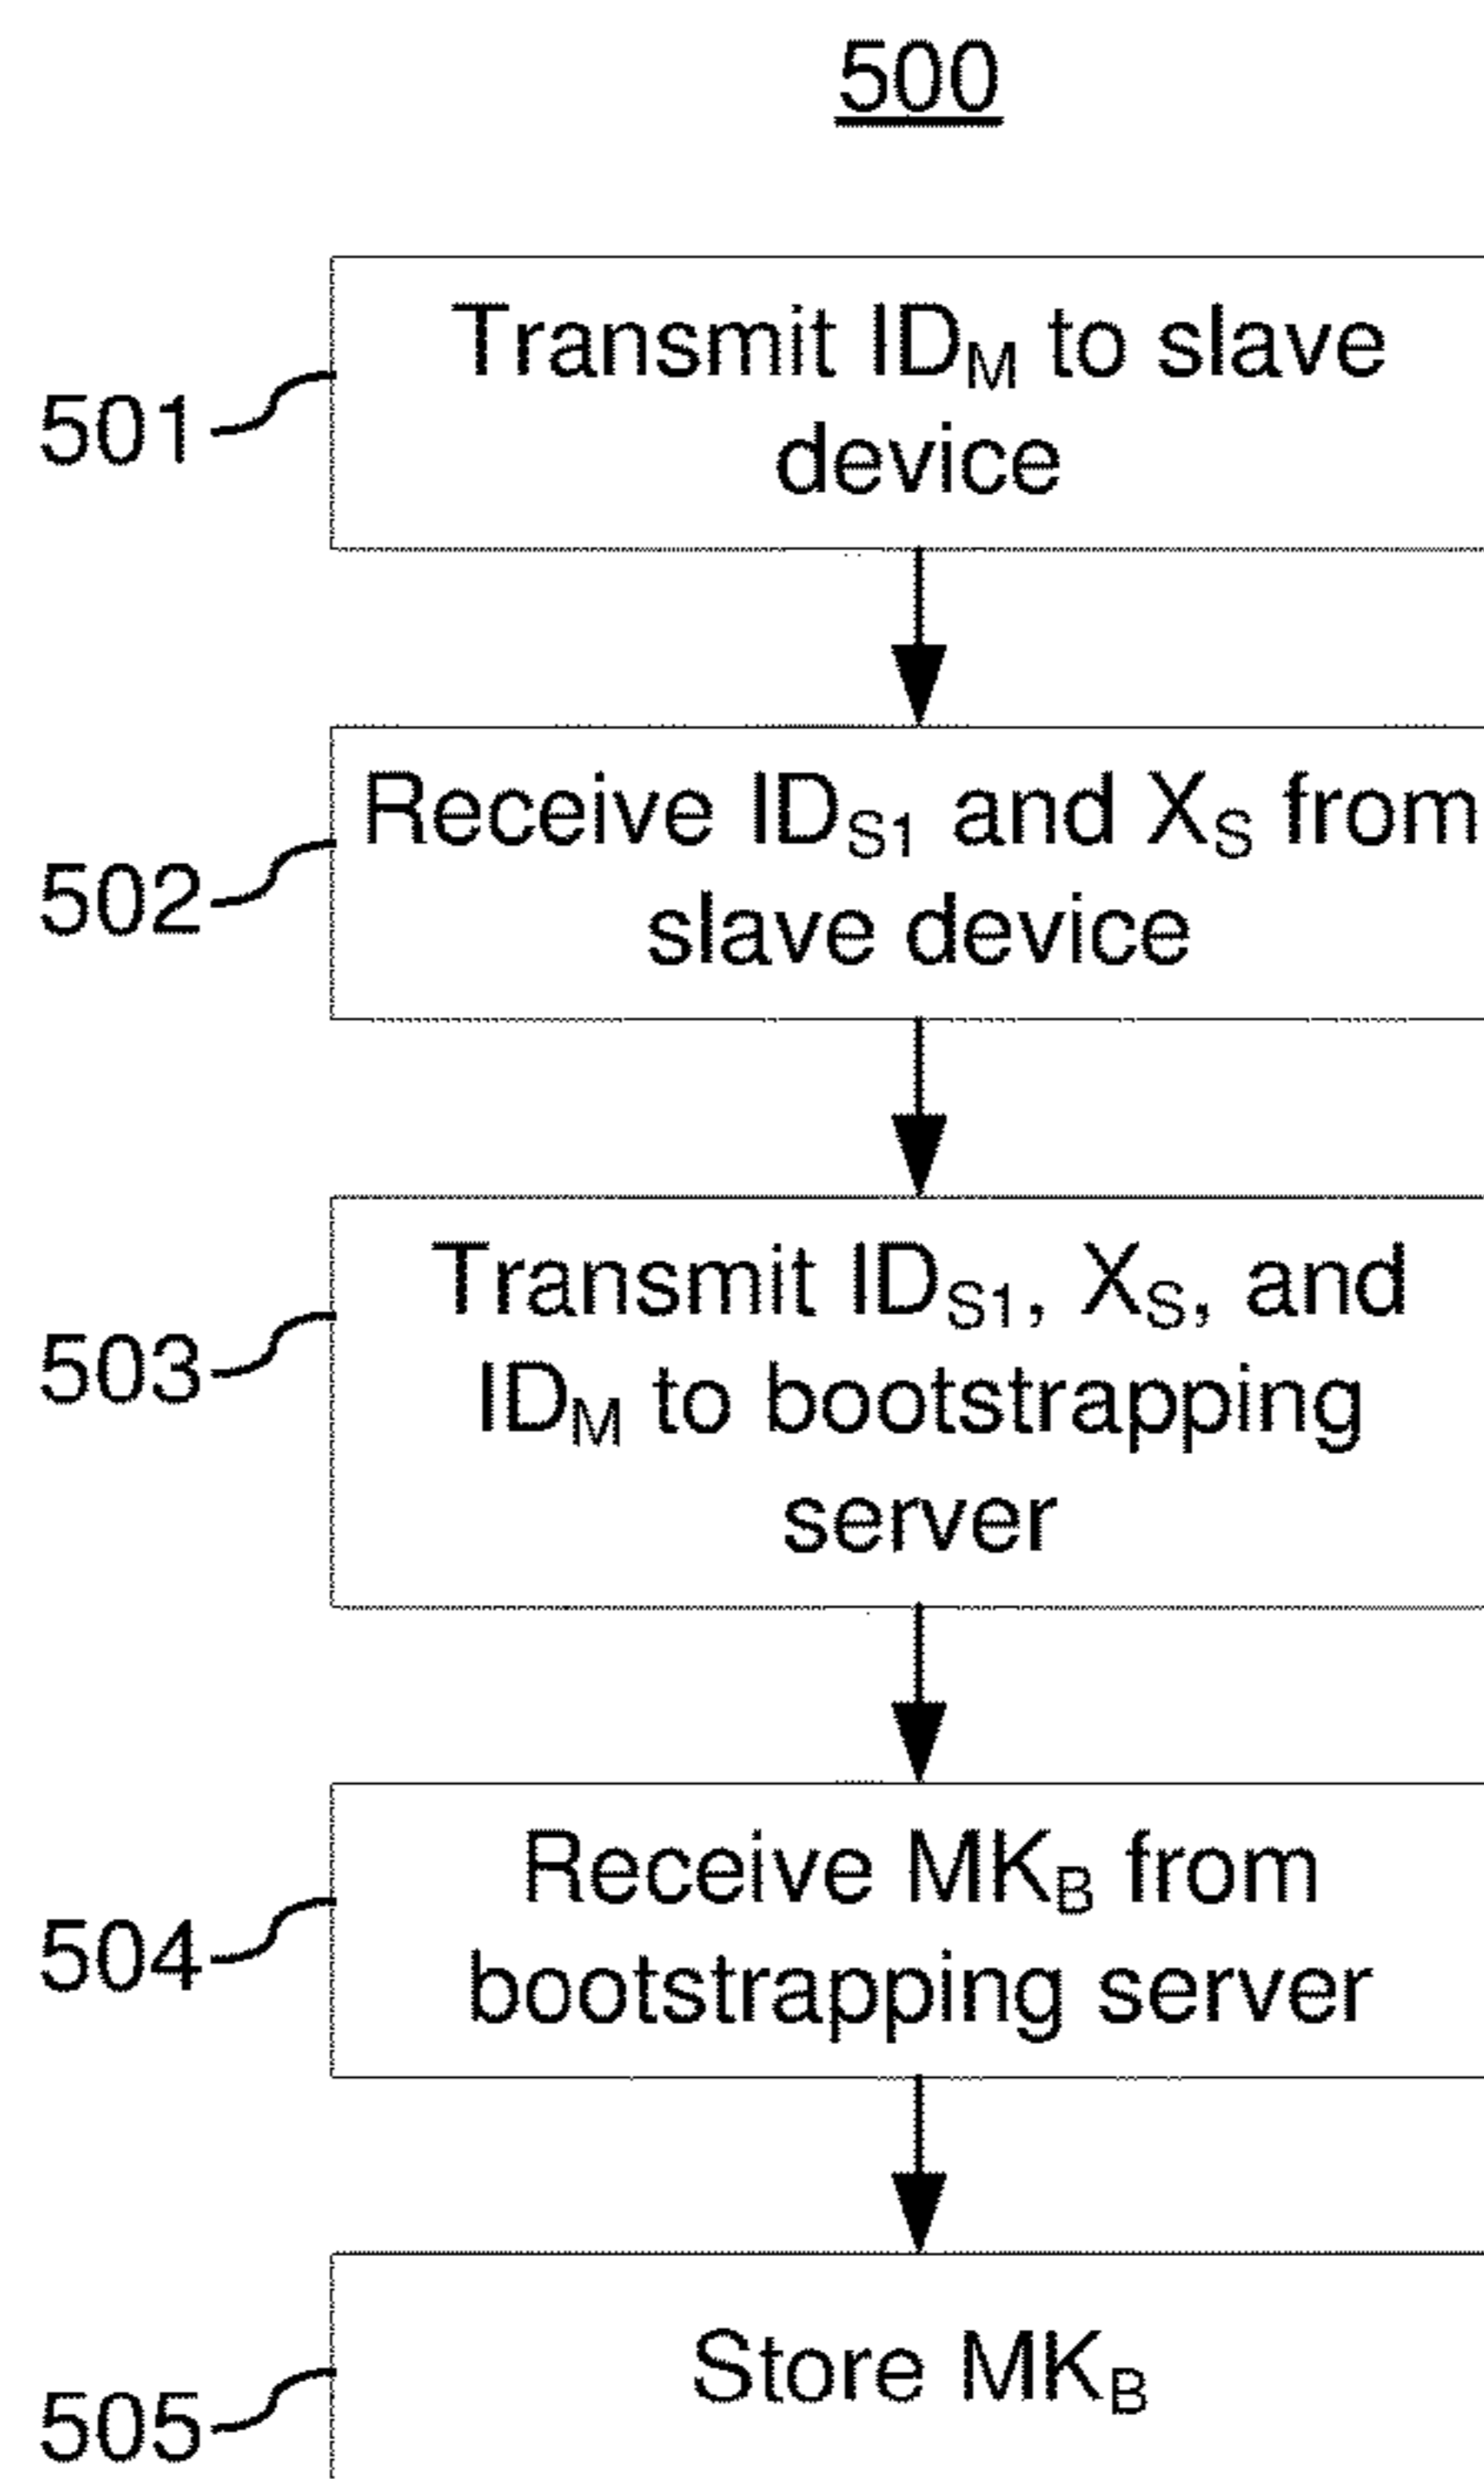 500
501
Transmit IDM to slave
device
502
Receive IDS1 and XS from
slave device
503
Transmit IDS1, XS, and
IDM to bootstrapping
server
504
Receive MKB from
bootstrapping server
505
Store MKB